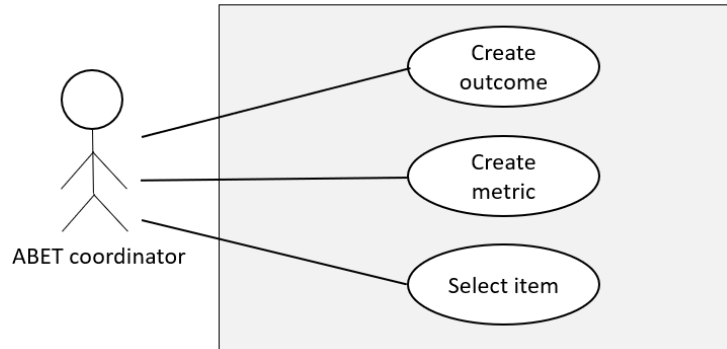 Create
outcome
Create
metric
ABET coordinator
Select item